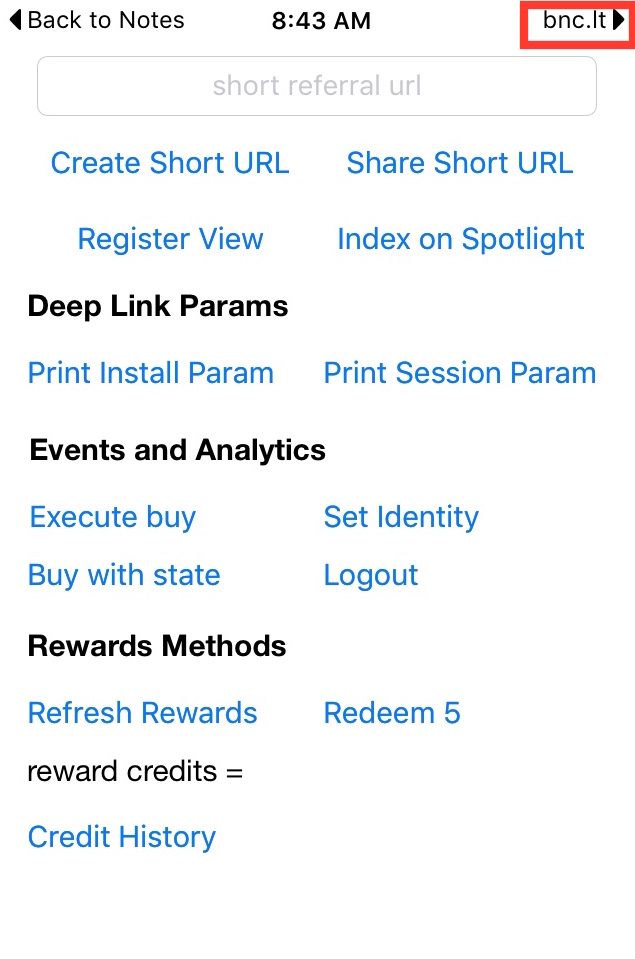 Back to Notes 8:43 AM bnc.lt
short referral url
Create Short URL Share Short URL
Register View Index on Spotlight
Deep Link Params
Print Install Param Print Session Param
Events and Analytics
Execute buy Set Identity
Buy with state Logout
Rewards Methods
Refresh Rewards Redeem 5
reward credits =
Credit History